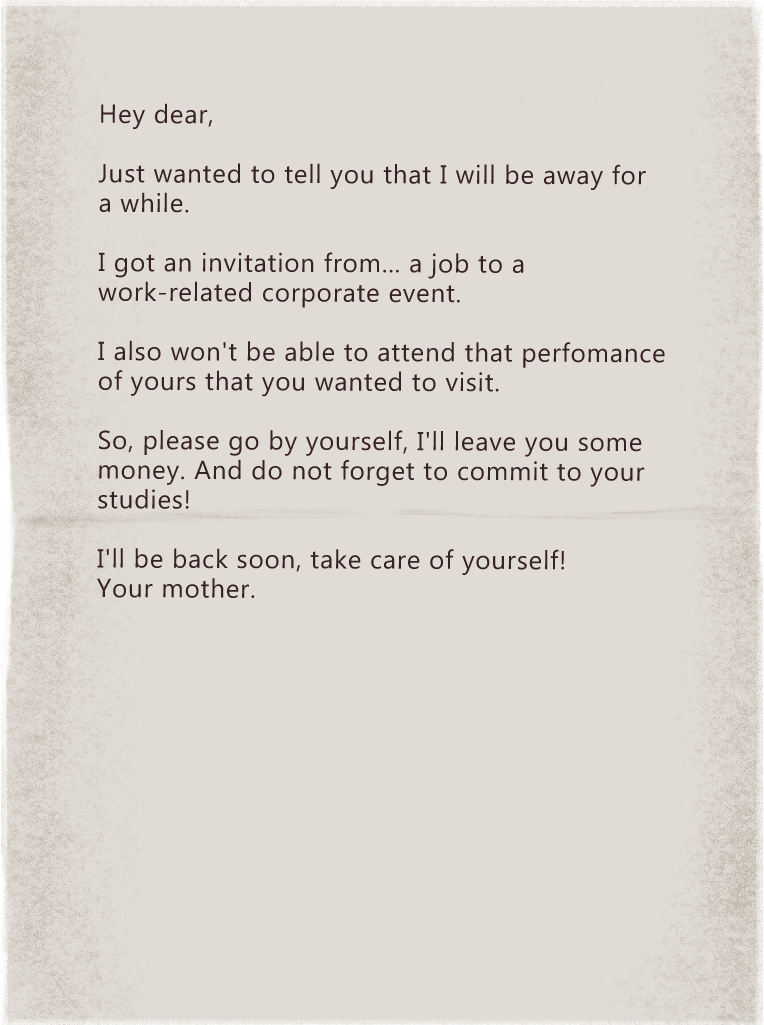 Hey dear,
Just wanted to tell you that I will be away for
a while.
I got an invitation from... a job to a
work-related corporate event.
I also won't be able to attend that perfomance
of yours that you wanted to visit.
So, please go by yourself, I'll leave you some
money. And do not forget to commit to your
studies!
I'll be back soon, take care of yourself!
Your mother.